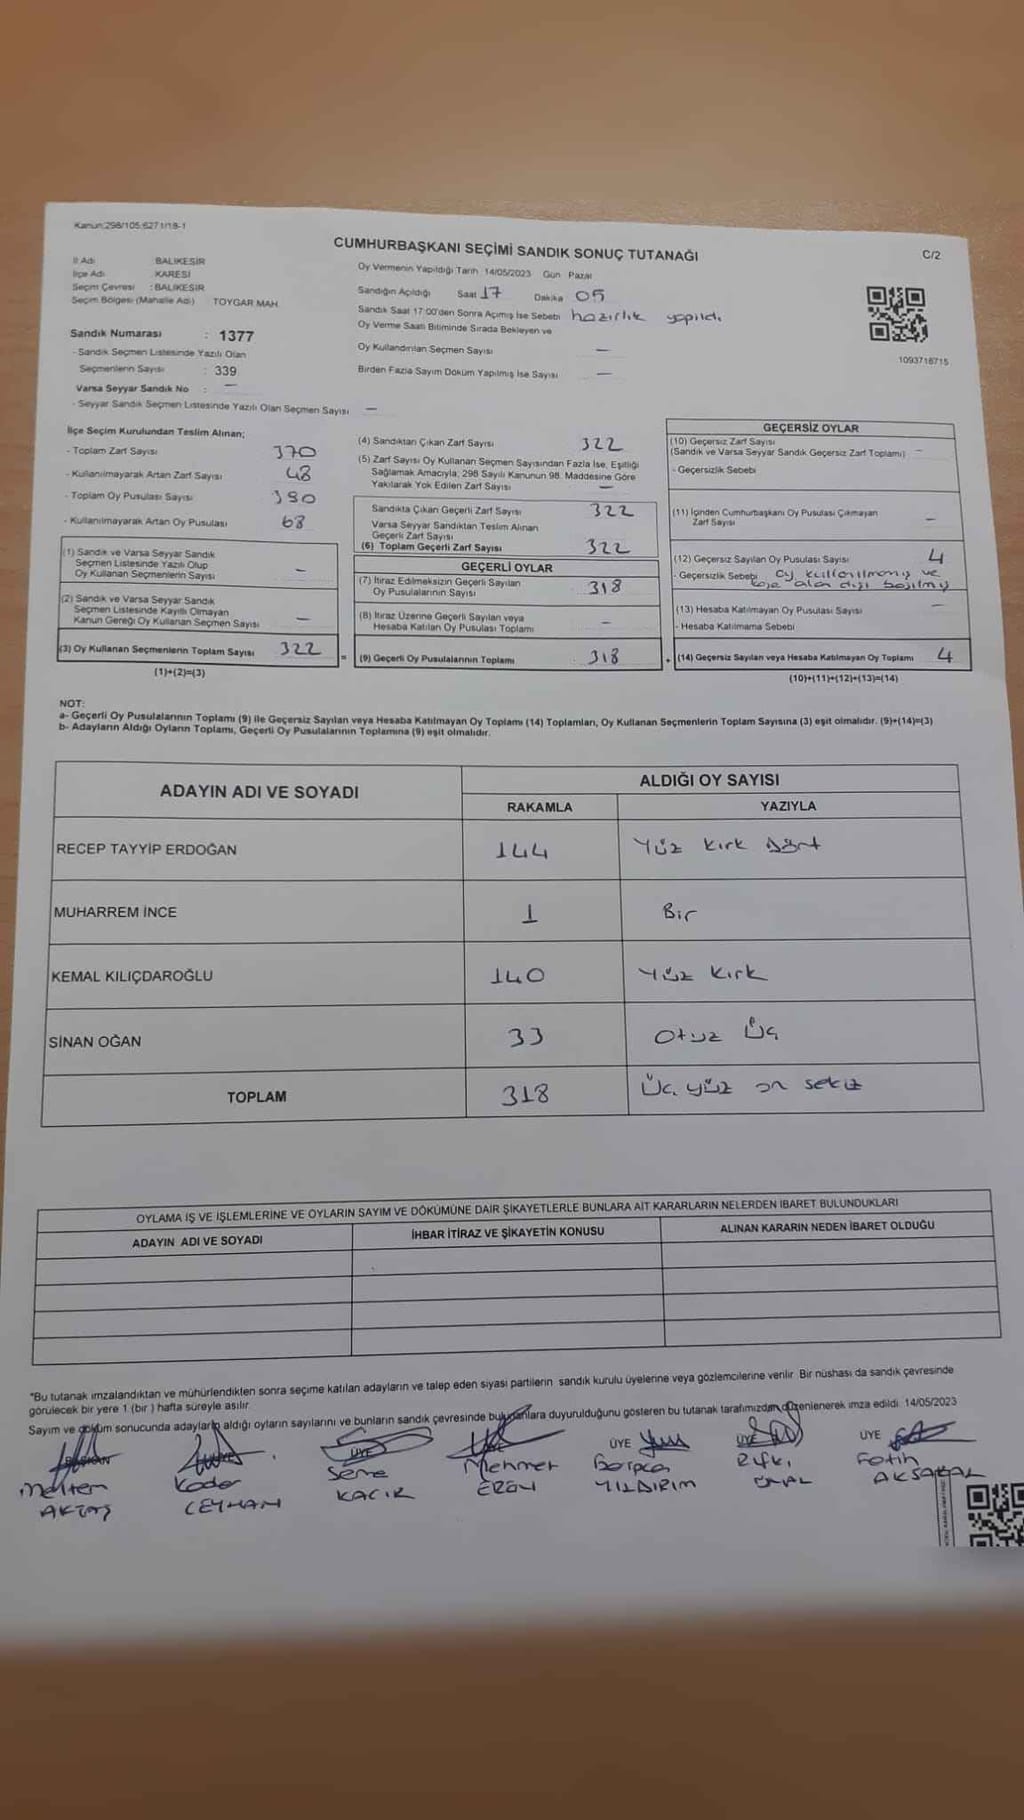 Kanun:298/105;6271/19-1
CUMHURBAŞKANI SEÇİMİ SANDIK SONUÇ TUTANAĞI
C/2
İl Adı BALIKESİR
İlçe Adı KARESİ
Seçim Çevresi : BALIKESİR
Seçim Bölgesi (Mahalle Adı) TOYGAR MAH.
Oy Vermenin Yapıldığı Tarih 14/05/2023 Gün Pazar
Sandığın Açıldığı Saat 17 Dakika 05
Sandık Saat 17:00'den Sonra Açımış İse Sebebi hazırlık yapıldı
Oy Verme Saati Bitiminde Sırada Bekleyen ve
Oy Kullandırılan Seçmen Sayısı —
Birden Fazla Sayım Döküm Yapılmış İse Sayısı —
1093716715
Sandık Numarası : 1377
- Sandık Seçmen Listesinde Yazılı Olan
Seçmenlerin Sayısı : 339
Varsa Seyyar Sandık No : —
- Seyyar Sandık Seçmen Listesinde Yazılı Olan Seçmen Sayısı —
İlçe Seçim Kurulundan Teslim Alınan;
- Toplam Zarf Sayısı 370
- Kullanılmayarak Artan Zarf Sayısı 48
- Toplam Oy Pusulası Sayısı 390
- Kullanılmayarak Artan Oy Pusulası 68
(1) Sandık ve Varsa Seyyar Sandık
Seçmen Listesinde Yazılı Olup
Oy Kullanan Seçmenlerin Sayısı —
(2) Sandık ve Varsa Seyyar Sandık
Seçmen Listesinde Kayıtlı Olmayan
Kanun Gereği Oy Kullanan Seçmen Sayısı —
(3) Oy Kullanan Seçmenlerin Toplam Sayısı 322 =
(1)+(2)=(3)
(4) Sandıktan Çıkan Zarf Sayısı 322
(5) Zarf Sayısı Oy Kullanan Seçmen Sayısından Fazla İse, Eşitliği
Sağlamak Amacıyla, 298 Sayılı Kanunun 98. Maddesine Göre
Yakılarak Yok Edilen Zarf Sayısı —
Sandıkta Çıkan Geçerli Zarf Sayısı 322
Varsa Seyyar Sandıktan Teslim Alınan
Geçerli Zarf Sayısı
(6) Toplam Geçerli Zarf Sayısı 322
GEÇERLİ OYLAR
(7) İtiraz Edilmeksizin Geçerli Sayılan
Oy Pusulalarının Sayısı 318
(8) İtiraz Üzerine Geçerli Sayılan veya
Hesaba Katılan Oy Pusulası Toplamı —
(9) Geçerli Oy Pusulalarının Toplamı 318 +
GEÇERSİZ OYLAR
(10) Geçersiz Zarf Sayısı
(Sandık ve Varsa Seyyar Sandık Geçersiz Zarf Toplamı) —
- Geçersizlik Sebebi
(11) İçinden Cumhurbaşkanı Oy Pusulası Çıkmayan
Zarf Sayısı —
(12) Geçersiz Sayılan Oy Pusulası Sayısı 4
- Geçersizlik Sebebi oy kullanılmamış ve
kaşe alan dışı basılmış
(13) Hesaba Katılmayan Oy Pusulası Sayısı —
- Hesaba Katılmama Sebebi
(14) Geçersiz Sayılan veya Hesaba Katılmayan Oy Toplamı 4
(10)+(11)+(12)+(13)=(14)
NOT:
a- Geçerli Oy Pusulalarının Toplamı (9) ile Geçersiz Sayılan veya Hesaba Katılmayan Oy Toplamı (14) Toplamları, Oy Kullanan Seçmenlerin Toplam Sayısına (3) eşit olmalıdır. (9)+(14)=(3)
b- Adayların Aldığı Oyların Toplamı, Geçerli Oy Pusulalarının Toplamına (9) eşit olmalıdır.
ADAYIN ADI VE SOYADI
ALDIĞI OY SAYISI
RAKAMLA YAZIYLA
RECEP TAYYİP ERDOĞAN 144 Yüz kırk dört
MUHARREM İNCE 1 Bir
KEMAL KILIÇDAROĞLU 140 Yüz kırk
SİNAN OĞAN 33 Otuz Üç
TOPLAM 318 Üç yüz on sekiz
OYLAMA İŞ VE İŞLEMLERİNE VE OYLARIN SAYIM VE DÖKÜMÜNE DAİR ŞİKAYETLERLE BUNLARA AİT KARARLARIN NELERDEN İBARET BULUNDUKLARI
ADAYIN ADI VE SOYADI İHBAR İTİRAZ VE ŞİKAYETİN KONUSU ALINAN KARARIN NEDEN İBARET OLDUĞU
*Bu tutanak imzalandıktan ve mühürlendikten sonra seçime katılan adayların ve talep eden siyasi partilerin sandık kurulu üyelerine veya gözlemcilerine verilir. Bir nüshası da sandık çevresinde
görülecek bir yere 1 (bir ) hafta süreyle asılır.
Sayım ve döküm sonucunda adayların aldığı oyların sayılarını ve bunların sandık çevresinde bulunanlara duyurulduğunu gösteren bu tutanak tarafımızdan düzenlenerek imza edildi. 14/05/2023
BAŞKAN ÜYE ÜYE ÜYE ÜYE
Meltem Kader Sema Mehmet Rıfkı Fatih
AKTAŞ CEYHAN KACIR EREN YILDIRIM ÜNAL AKSAKAL